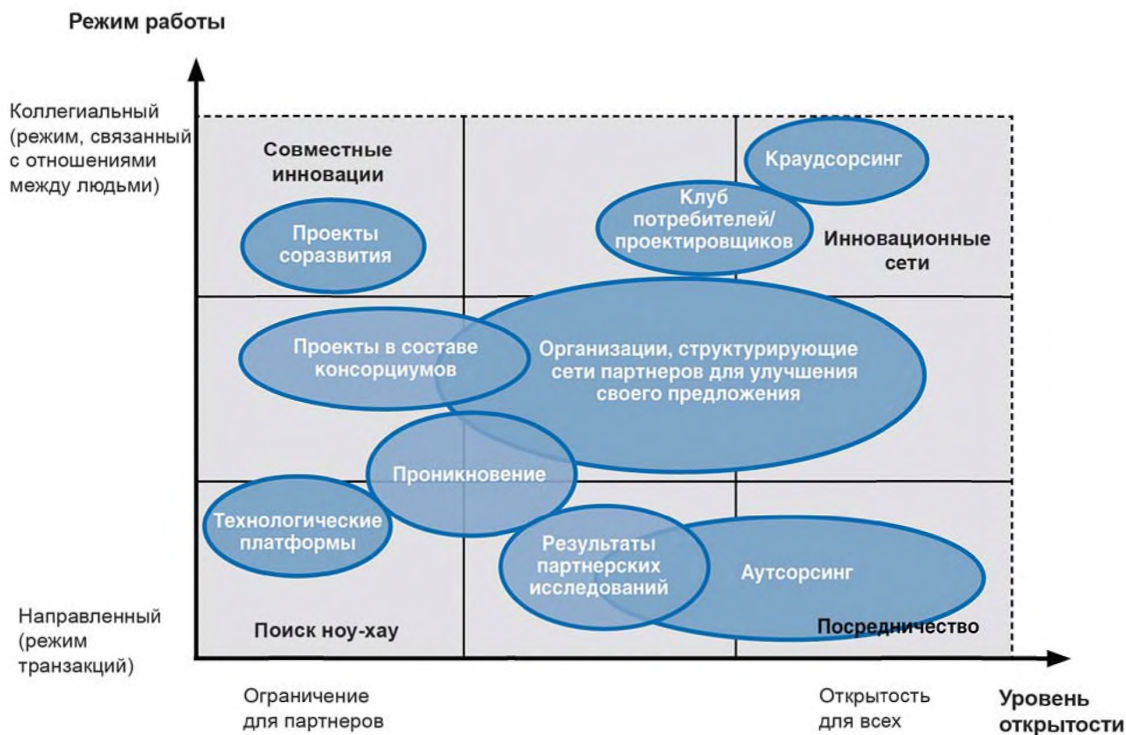 Режим работы
Коллегиальный
(режим, связанный
с отношениями
между людьми)
Совместные
инновации
Краудсорсинг
Клуб
потребителей/
проектировщиков
Проекты
соразвития
Инновационные
сети
Проекты в составе
консорциумов
Организации, структурирующие
сети партнеров для улучшения
своего предложения
Проникновение
Технологические
платформы
Результаты
партнерских
исследований
Аутсорсинг
Направленный
(режим
транзакций)
Поиск ноу-хау
Посредничество
Ограничение
для партнеров
Открытость
для всех
Уровень
открытости